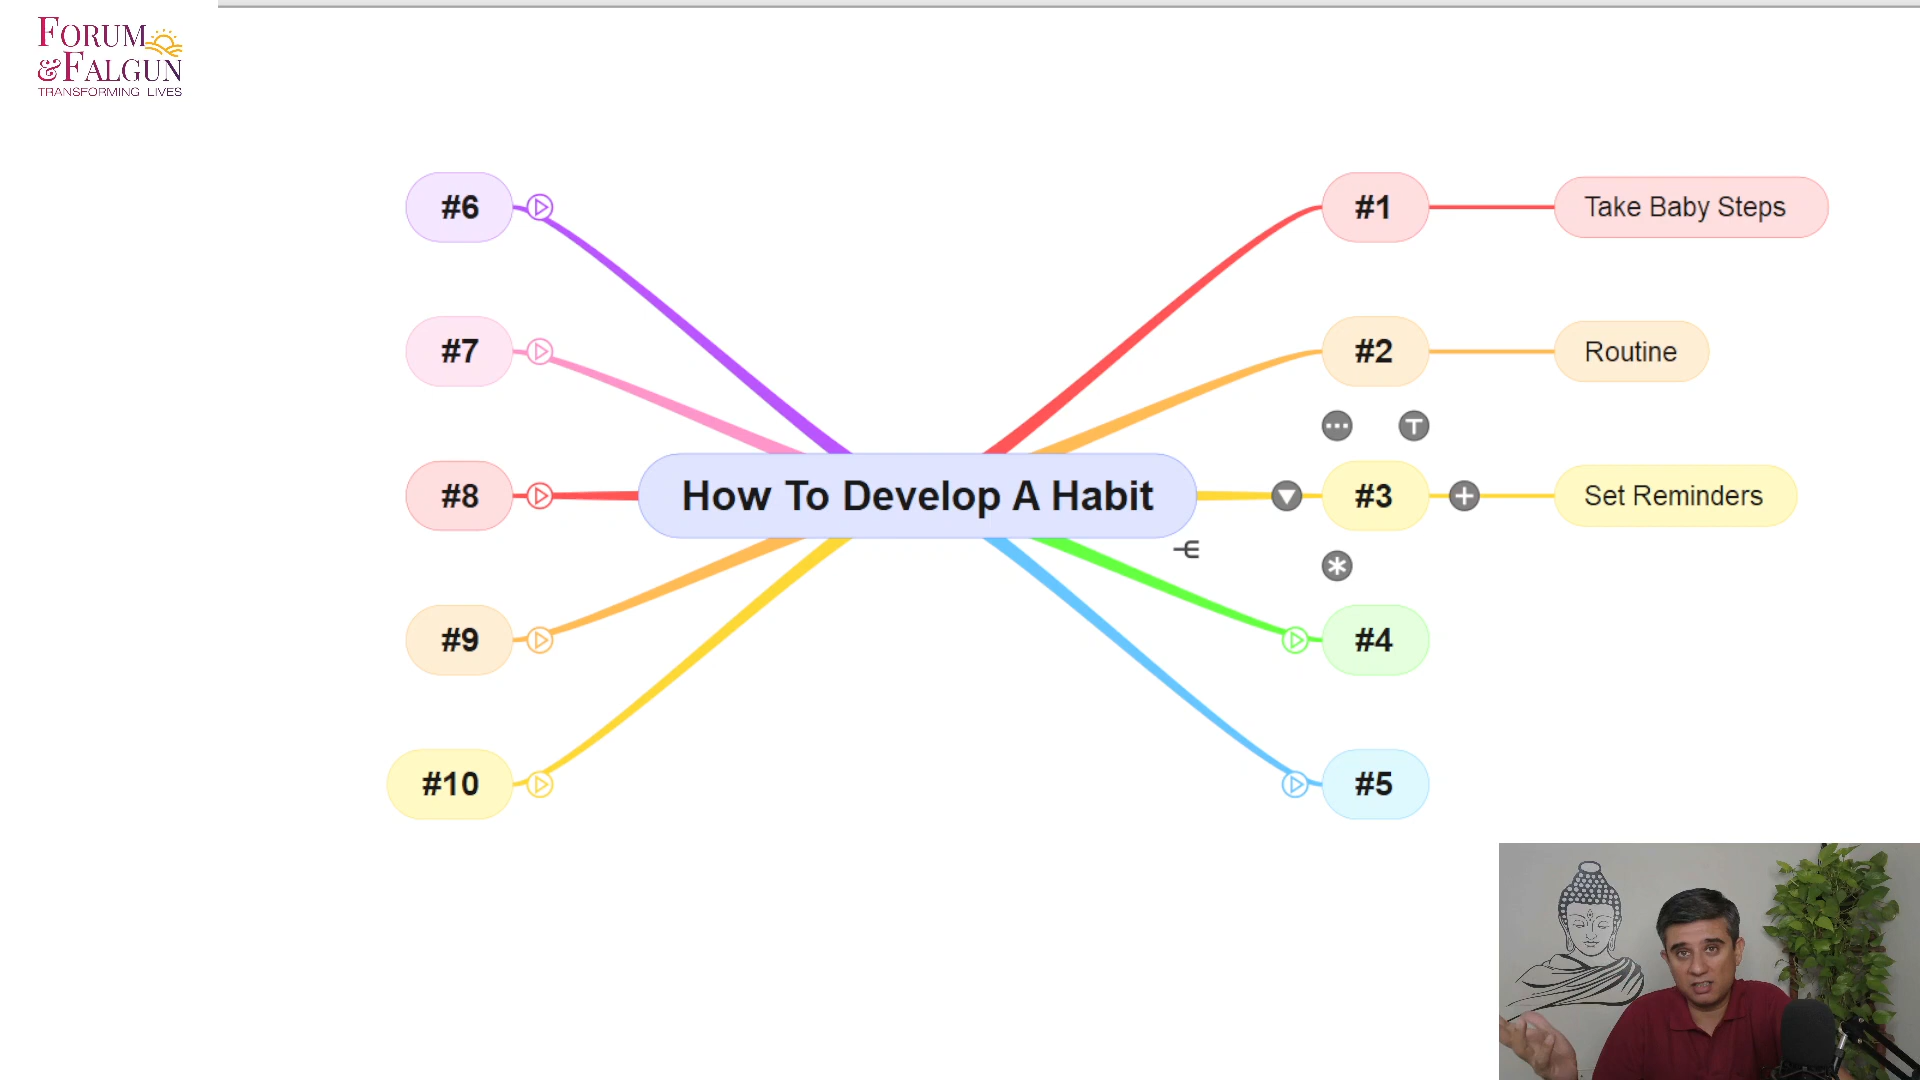 FORUM
&FALGUN
TRANSFORMING LIVES
#6
#7
#8
#9
#10
How To Develop A Habit
#1
Take Baby Steps
#2
Routine
#3
Set Reminders
#4
#5